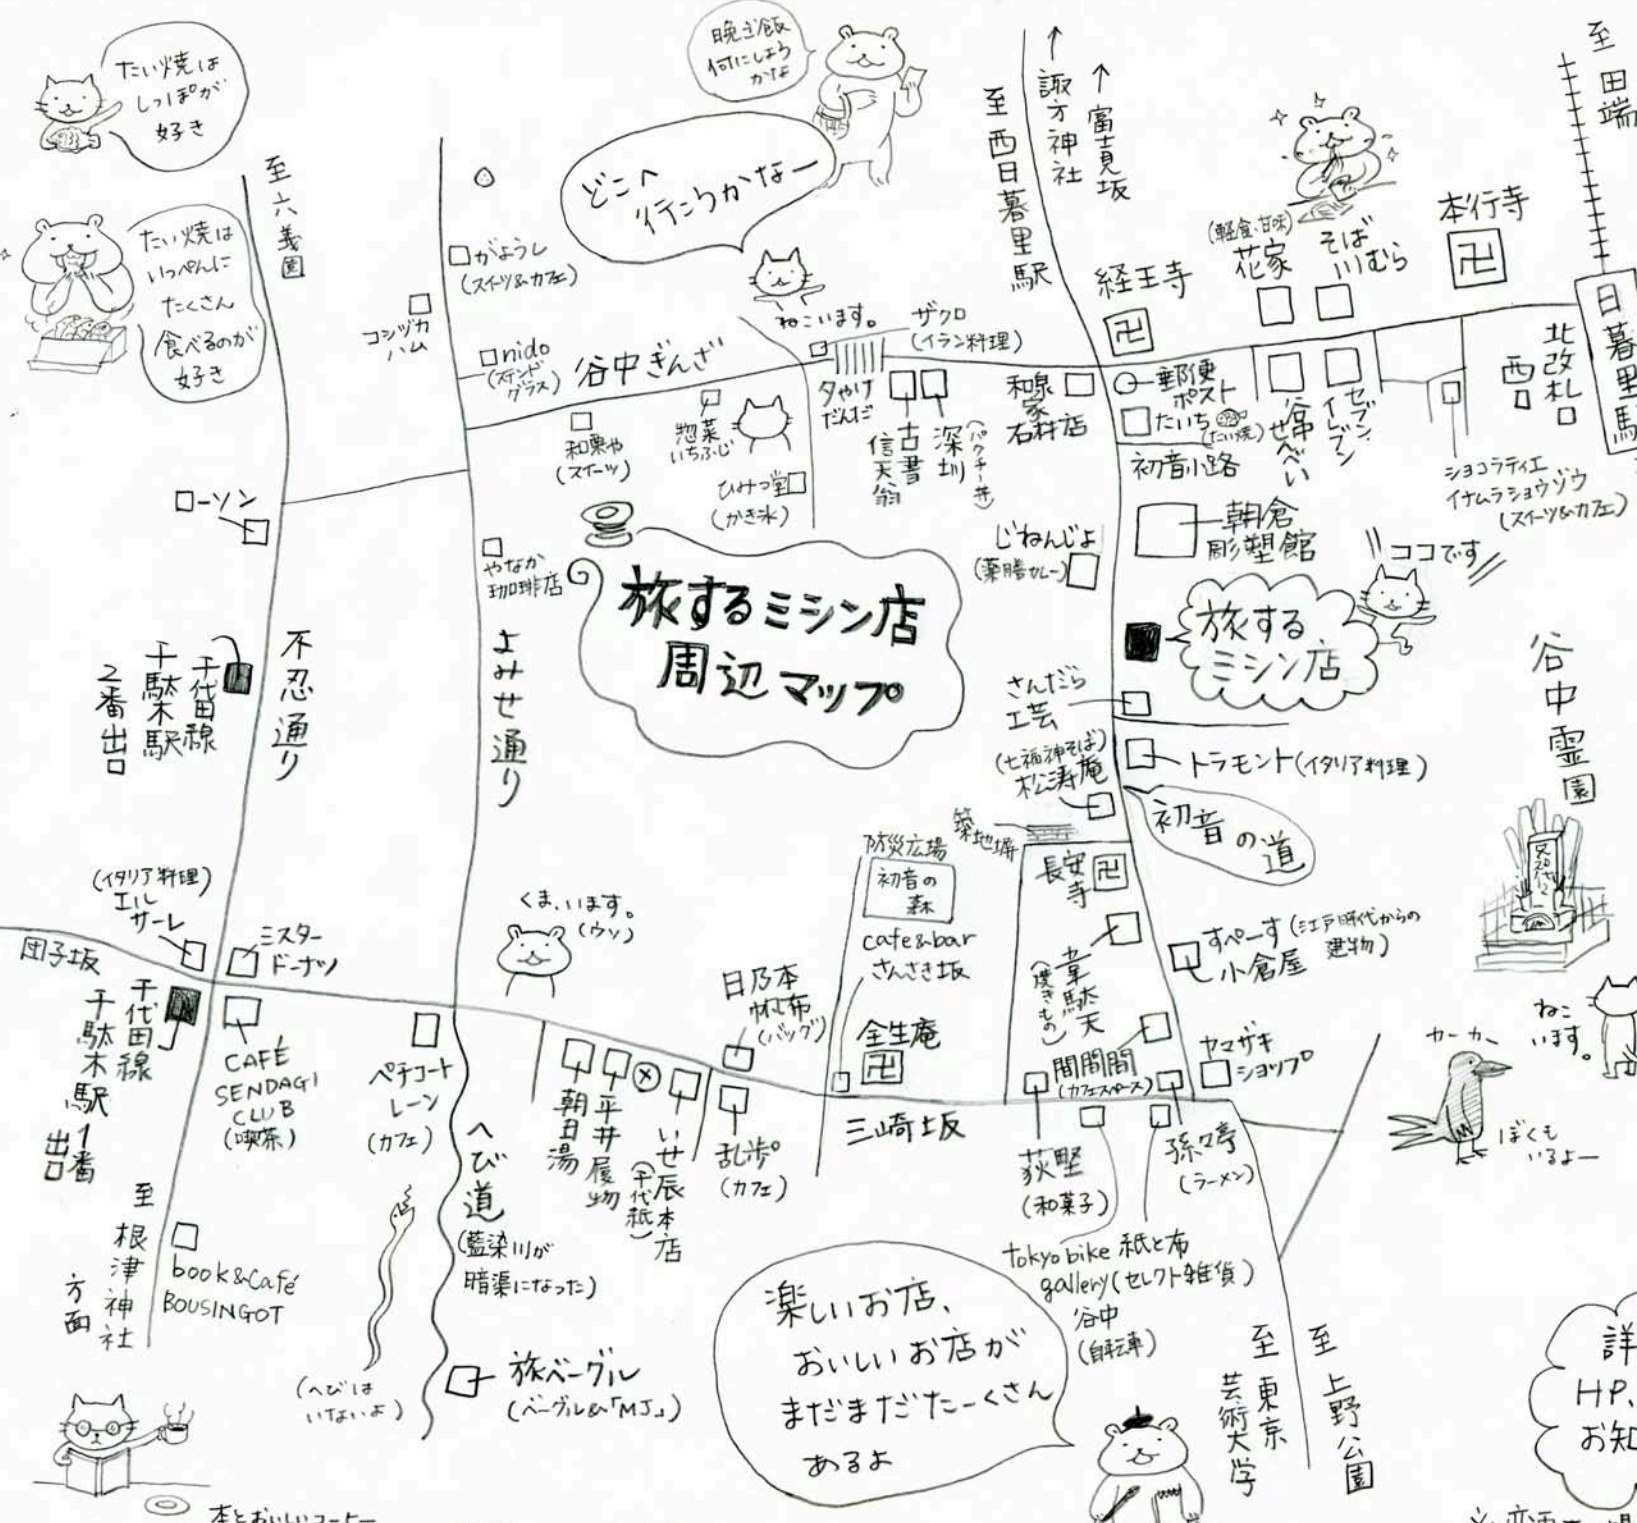 たい焼は
しっぽが
好き
たい焼は
いっぺんに
たくさん
食べるのが
好き
至六義園
晩ご飯
何にしよう
かな
どこへ
行こうかなー
ねこいます。
至西日暮里駅
↑諏方神社
↑富士見坂
至田端
がようし
(スイーツ&カフェ)
コシヅカ
ハム
nido
(ステンド
グラス)
谷中ぎんざ
ザクロ
(イラン料理)
夕やけ
だんだん
和栗や
(スイーツ)
惣菜
いちふじ
ひみつ堂
(かき氷)
古書
信天翁
深圳
(パクチー丼)
和泉家
石材店
経王寺
卍
(軽食・甘味)
花家
そば
川むら
本行寺
卍
日暮里駅
北改札口
西口
郵便
ポスト
たいち
(たい焼)
初音小路
谷中せんべい
セブン
イレブン
ショコラティエ
イナムラショウゾウ
(スイーツ&カフェ)
ローソン
やなか
珈琲店
旅するミシン店
周辺マップ
じねんじょ
(薬膳カレー)
朝倉
彫塑館
ココです
旅する
ミシン店
千代田線
千駄木駅
2番出口
不忍通り
よみせ通り
谷中霊園
さんだら
工芸
(七福神そば)
松寿庵
トラモント(イタリア料理)
初音の道
築地塀
防災広場
初音の
森
長安寺
卍
(イタリア料理)
エル
サーレ
ミスター
ドーナツ
団子坂
くま、います。
(ウソ)
日乃本
帆布
(バッグ)
cafe&bar
さんさき坂
全生庵
卍
韋駄天
(焼きもの)
すぺーす
小倉屋
(江戸時代からの
建物)
間間間
(カフェスペース)
ヤマザキ
ショップ
ねこ
います。
カーカー
ぼくも
いるよー
千代田線
千駄木駅
1番
出口
CAFÉ
SENDAGI
CLUB
(喫茶)
ペチコート
レーン
(カフェ)
へび道
(藍染川が
暗渠になった)
朝日湯
平井履物
いせ辰本店
(千代紙)
乱歩°
(カフェ)
三崎坂
荻埜
(和菓子)
孫々亭
(ラーメン)
tokyobike
gallery
谷中
(自転車)
紙と布
(セレクト雑貨)
至
根津神社
方面
book&café
BOUSINGOT
(へびは
いないよ)
旅ベーグル
(ベーグル&「MJ」)
楽しいお店、
おいしいお店が
まだまだたーくさん
あるよ
至東京
芸術大学
至上野公園
詳
HP、
お知
本とおいしいコーヒー